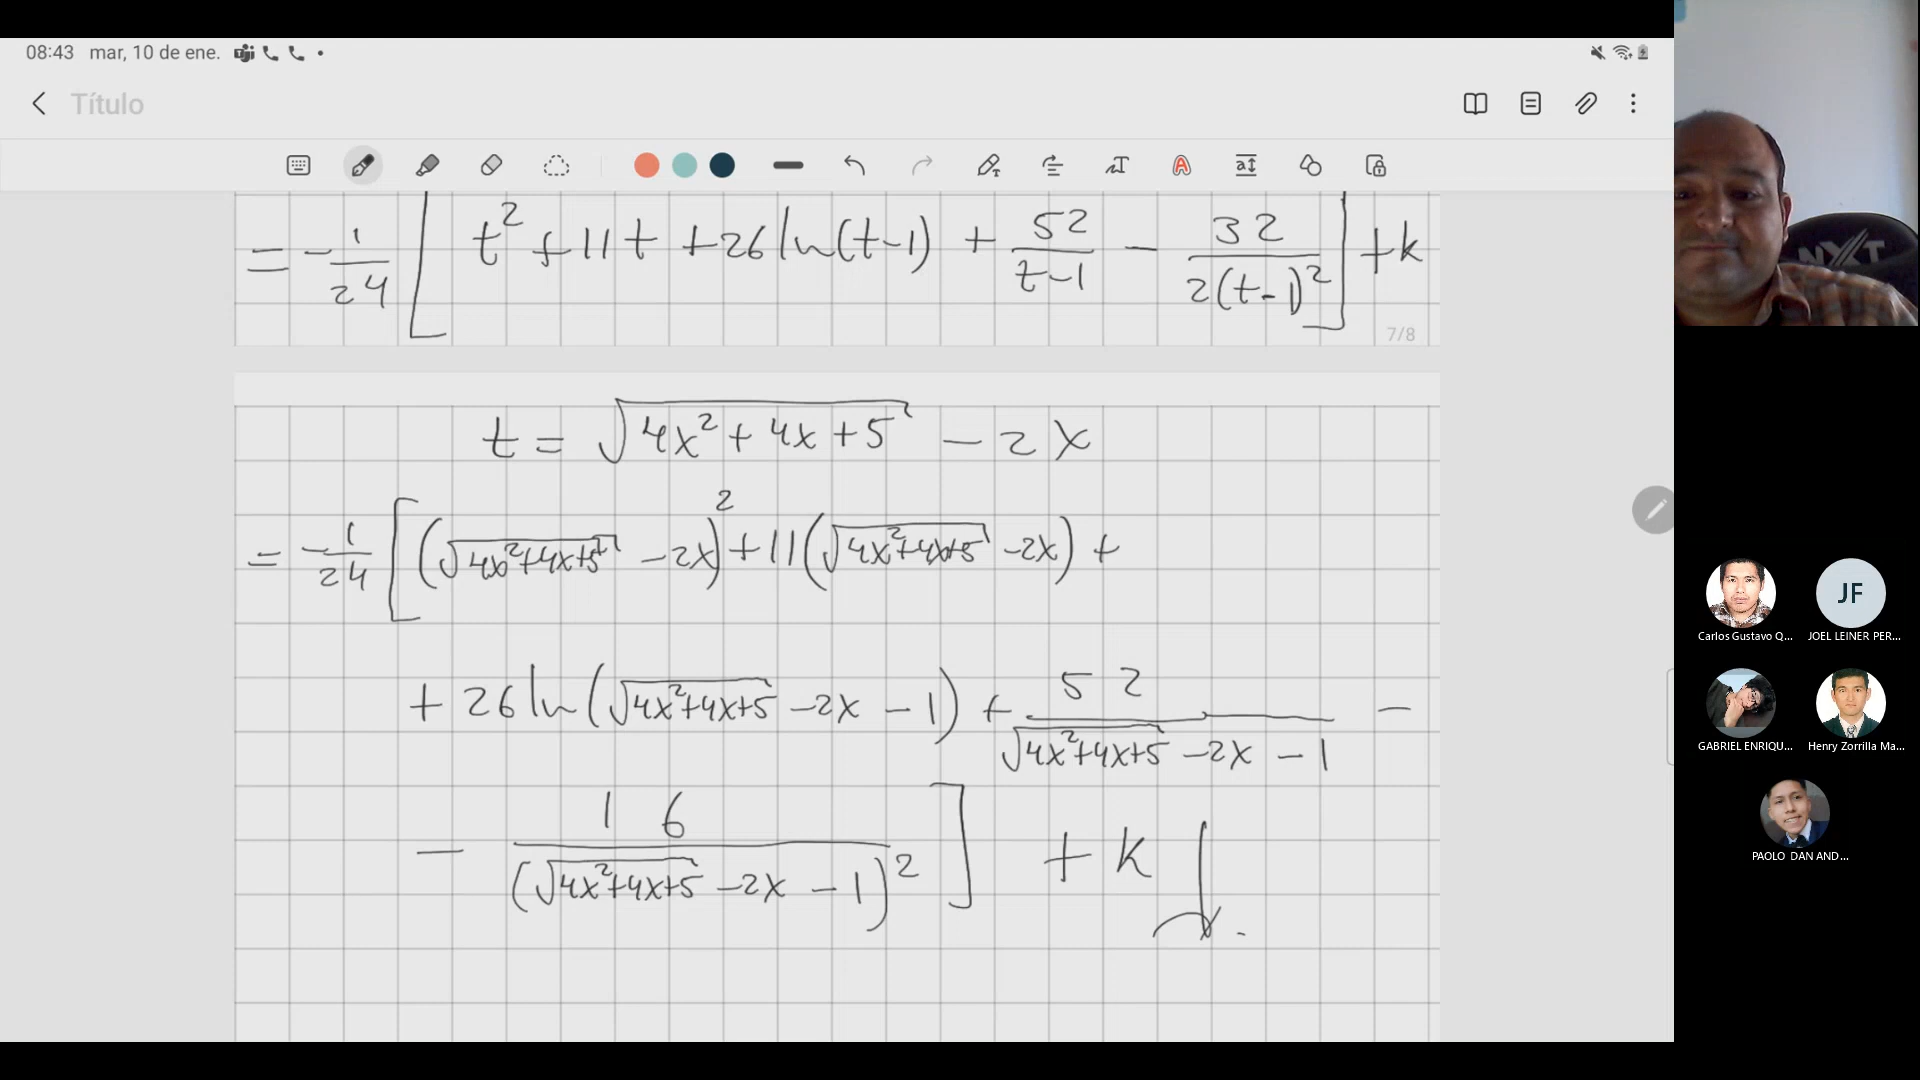 08:43 mar, 10 de ene.
Título
= -1/24 [ t² + 11t + 26 ln(t-1) + 52/(t-1) - 32/(2(t-1)²) ] + k
7/8
t = √(4x² + 4x + 5) - 2x
= -1/24 [ (√(4x²+4x+5) - 2x)² + 11(√(4x²+4x+5) - 2x) +
+ 26 ln(√(4x²+4x+5) - 2x - 1) + 52/(√(4x²+4x+5) - 2x - 1) -
- 16/(√(4x²+4x+5) - 2x - 1)² ] + k
NXT
Carlos Gustavo Q...
JF
JOEL LEINER PER...
GABRIEL ENRIQU...
Henry Zorrilla Ma...
PAOLO DAN AND...